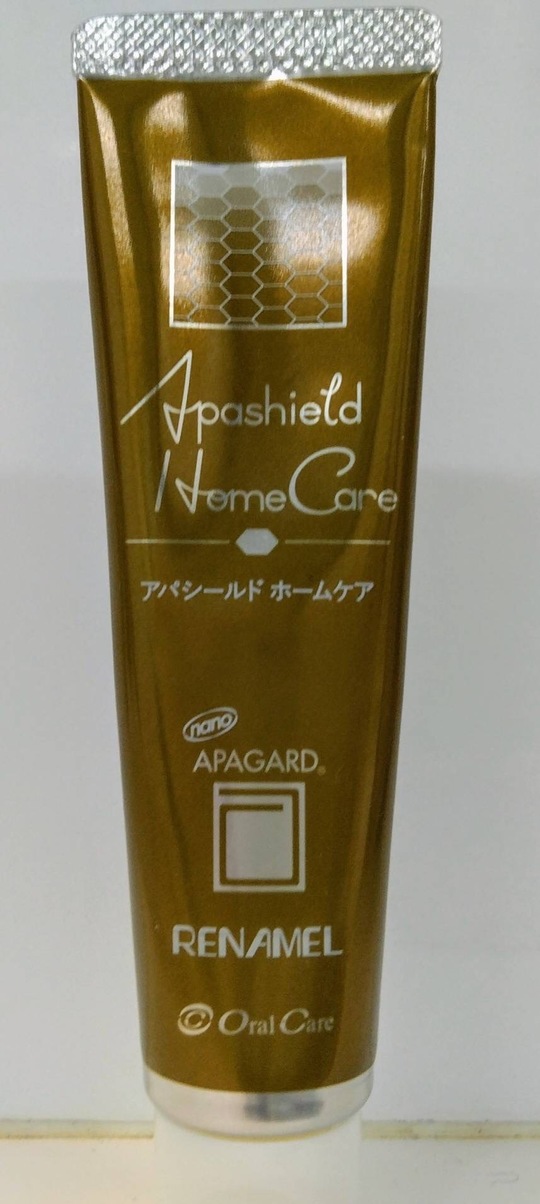 Apashield
HomeCare
アパシールド ホームケア
nano
APAGARD®
RENAMEL
Oral Care